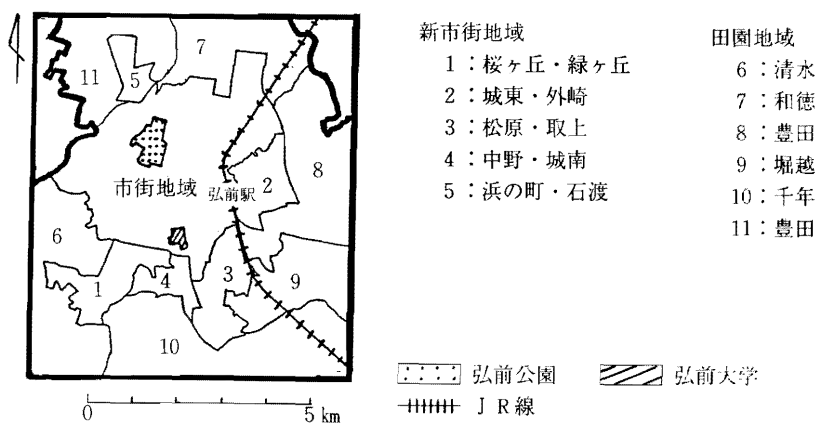 新市街地域
1：桜ヶ丘・緑ヶ丘
2：城東・外崎
3：松原・取上
4：中野・城南
5：浜の町・石渡
田園地域
6：清水
7：和徳
8：豊田
9：堀越
10：千年
11：豊田
7
11
5
8
市街地域
弘前駅
2
6
1
4
3
9
10
弘前公園
弘前大学
JR線
0
5 km